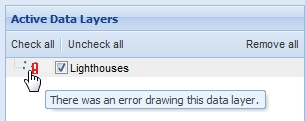 Active Data Layers
Check all Uncheck all Remove all
Lighthouses
There was an error drawing this data layer.